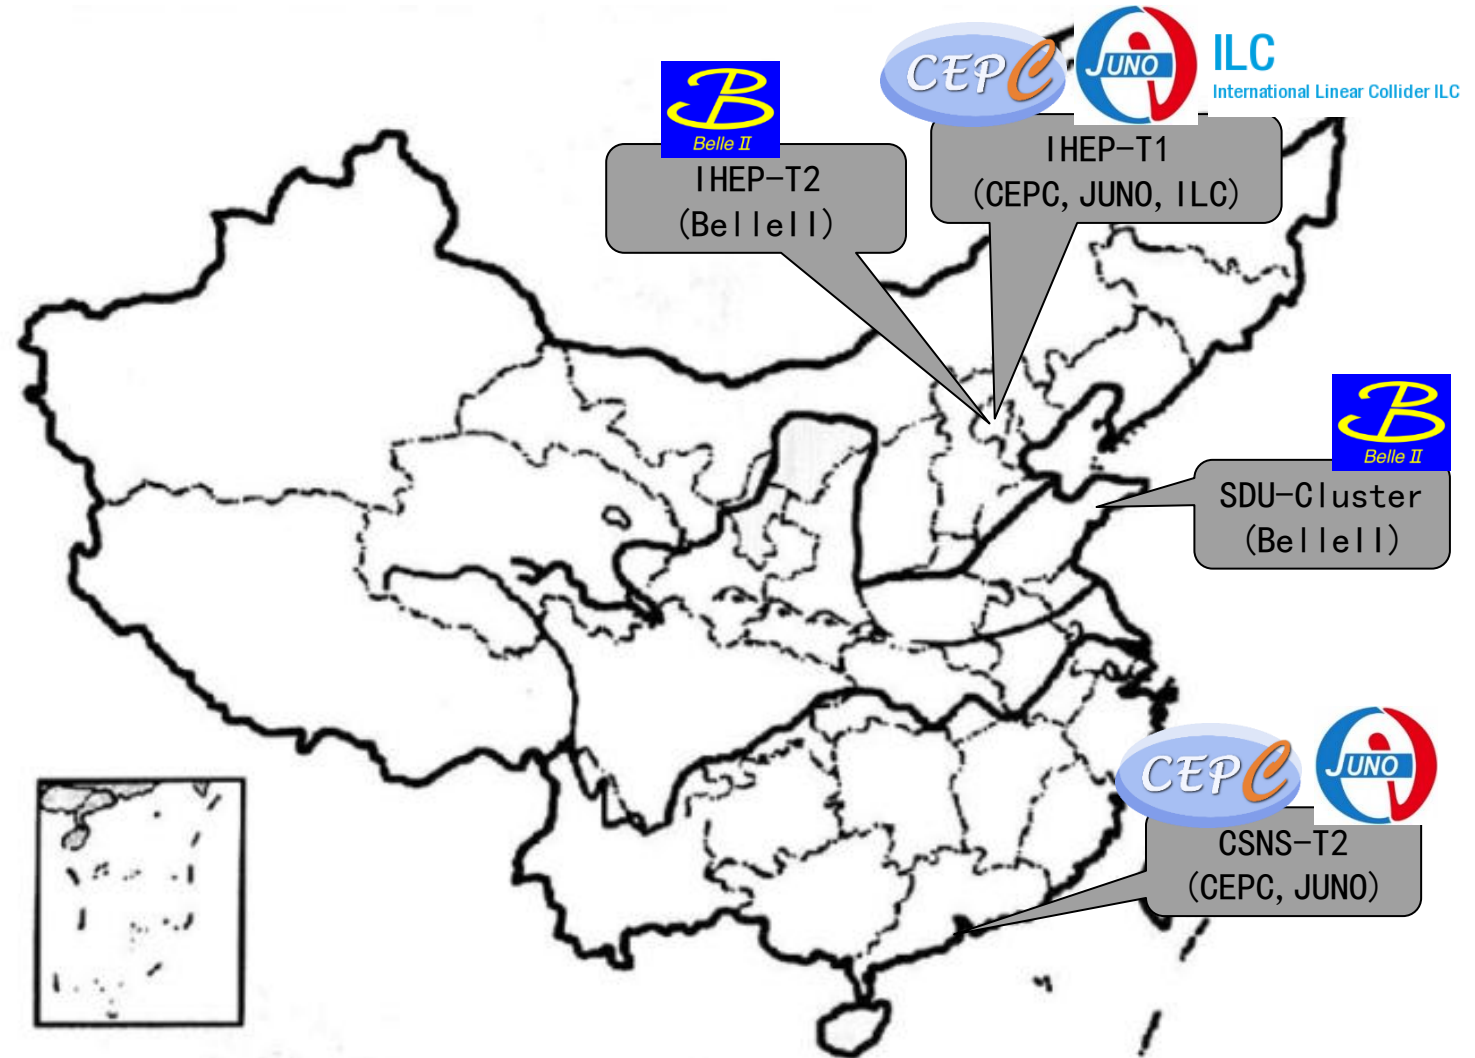 CEPC
JUNO
ILC
International Linear Collider ILC
Belle II
IHEP-T1
(CEPC, JUNO, ILC)
IHEP-T2
(BelleII)
Belle II
SDU-Cluster
(BelleII)
CEPC
JUNO
CSNS-T2
(CEPC, JUNO)